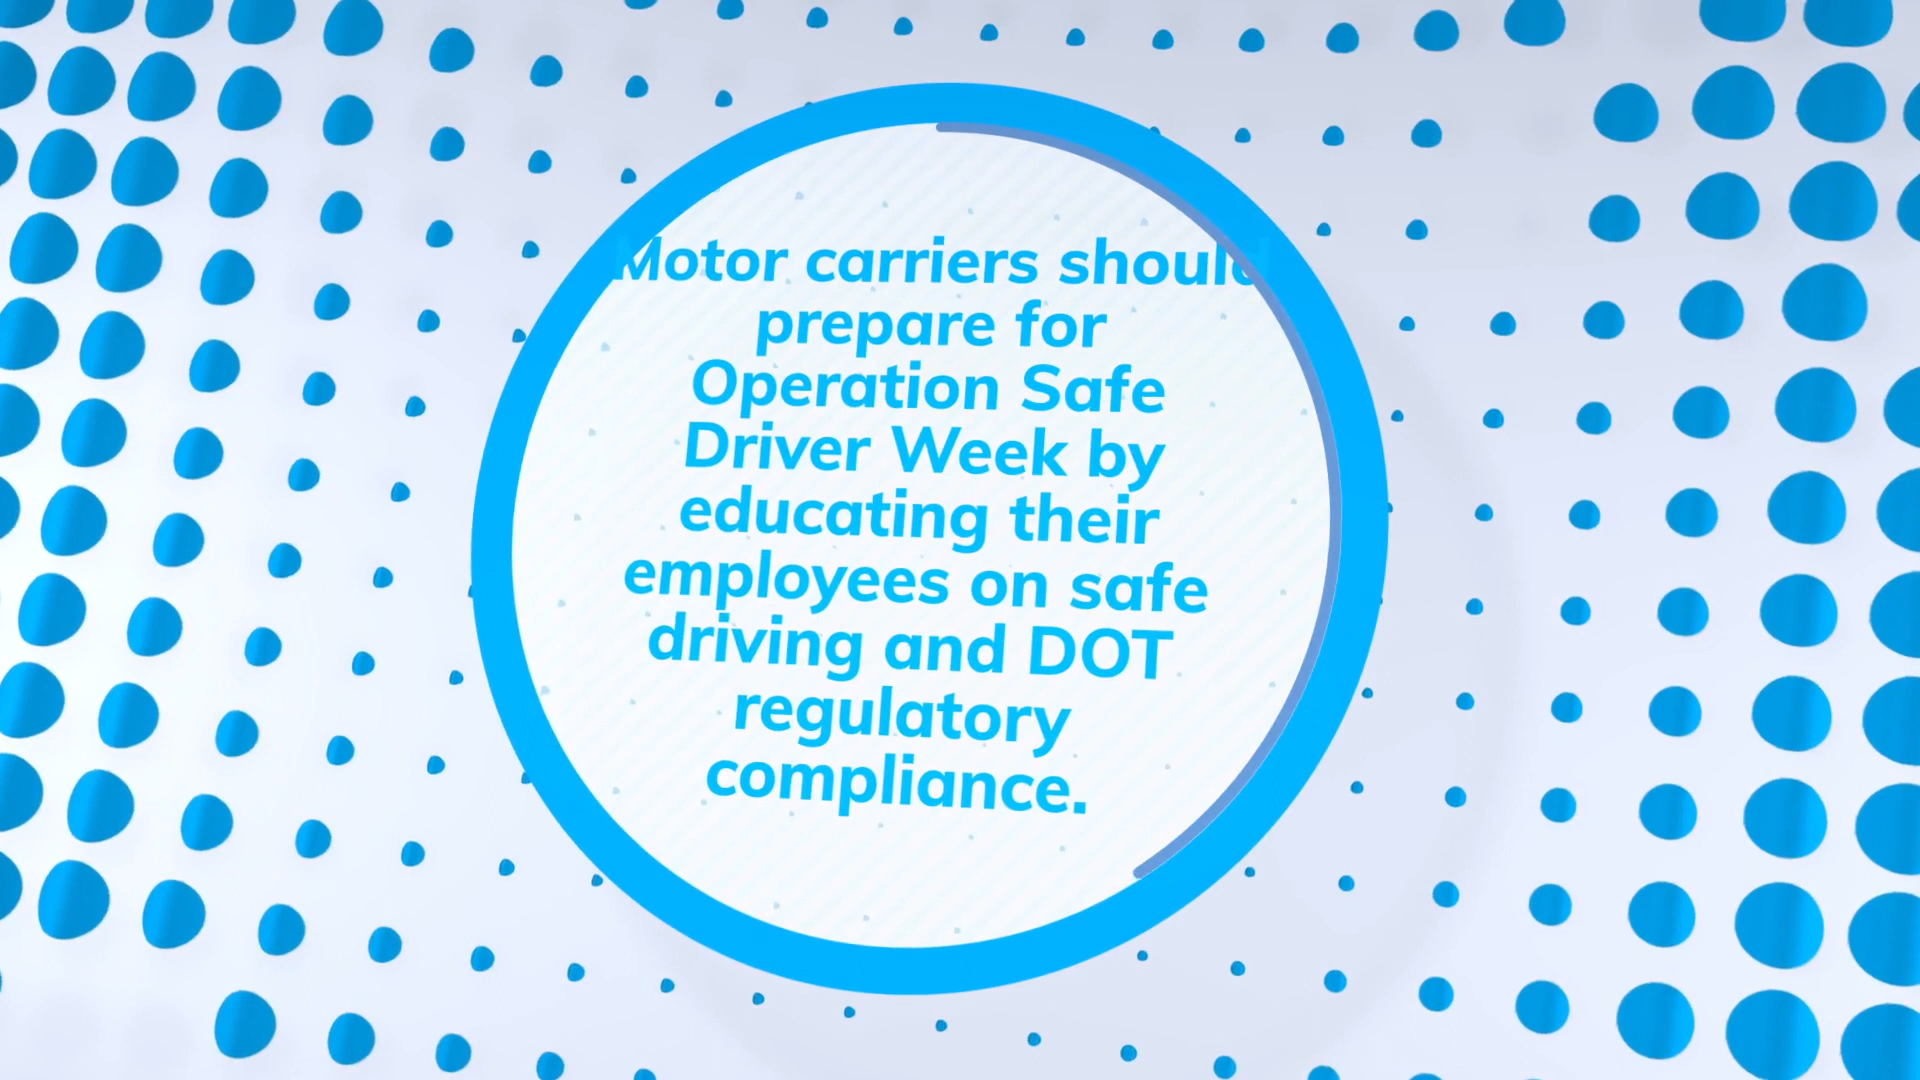 Motor carriers should
prepare for
Operation Safe
Driver Week by
educating their
employees on safe
driving and DOT
regulatory
compliance.